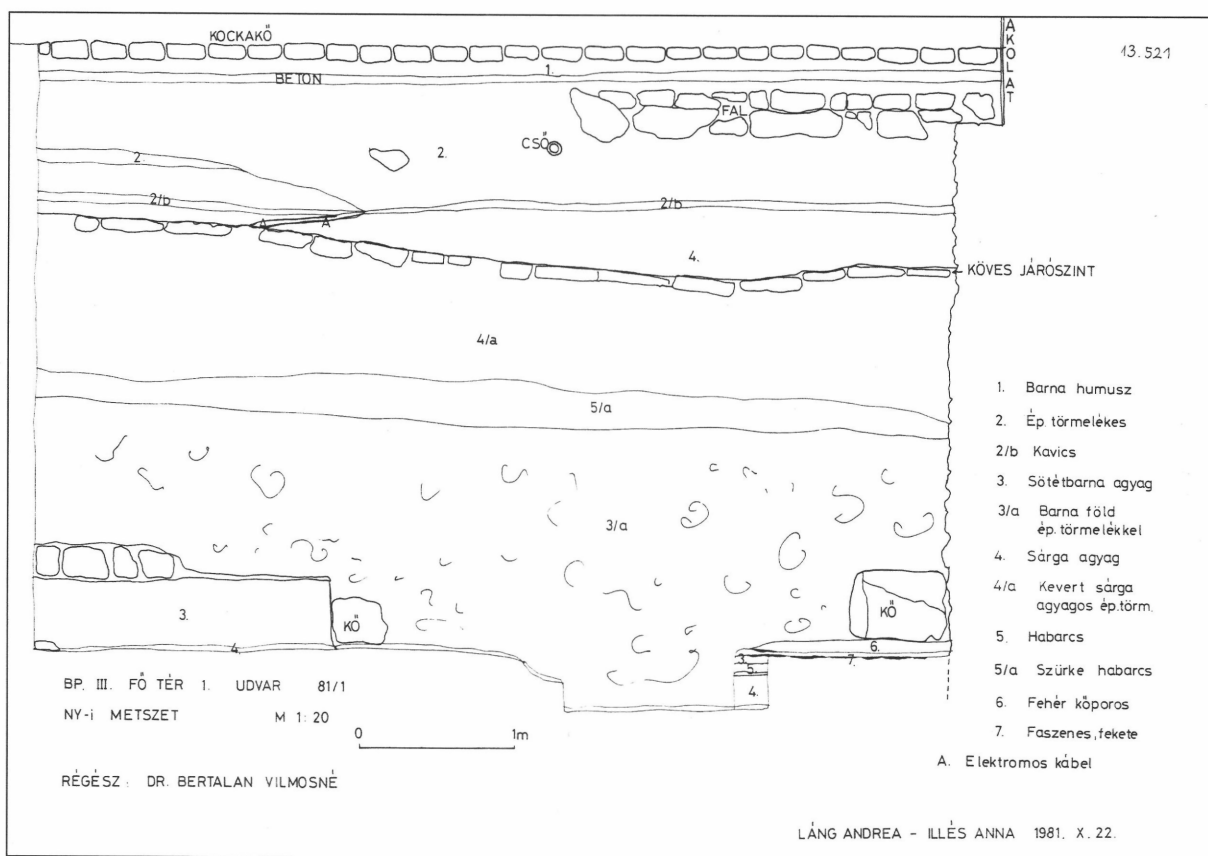 KOCKAKŐ
AKOLAT
13.521
1.
BETON
FAL
CSŐ
2.
2.
2/b
2/b
A
A
4.
KÖVES JÁRÓSZINT
4/a
5/a
3/a
3.
KŐ
KŐ
4.
6.
7.
3.
5.
4.
1. Barna humusz
2. Ép. törmelékes
2/b Kavics
3. Sötétbarna agyag
3/a Barna föld
ép. törmelékkel
4. Sárga agyag
4/a Kevert sárga
agyagos ép.törm.
5. Habarcs
5/a Szürke habarcs
6. Fehér kőporos
7. Faszenes, fekete
A. Elektromos kábel
BP. III. FŐ TÉR 1. UDVAR 81/1
NY-i METSZET M 1:20
0 1m
RÉGÉSZ: DR. BERTALAN VILMOSNÉ
LÁNG ANDREA - ILLÉS ANNA 1981. X. 22.